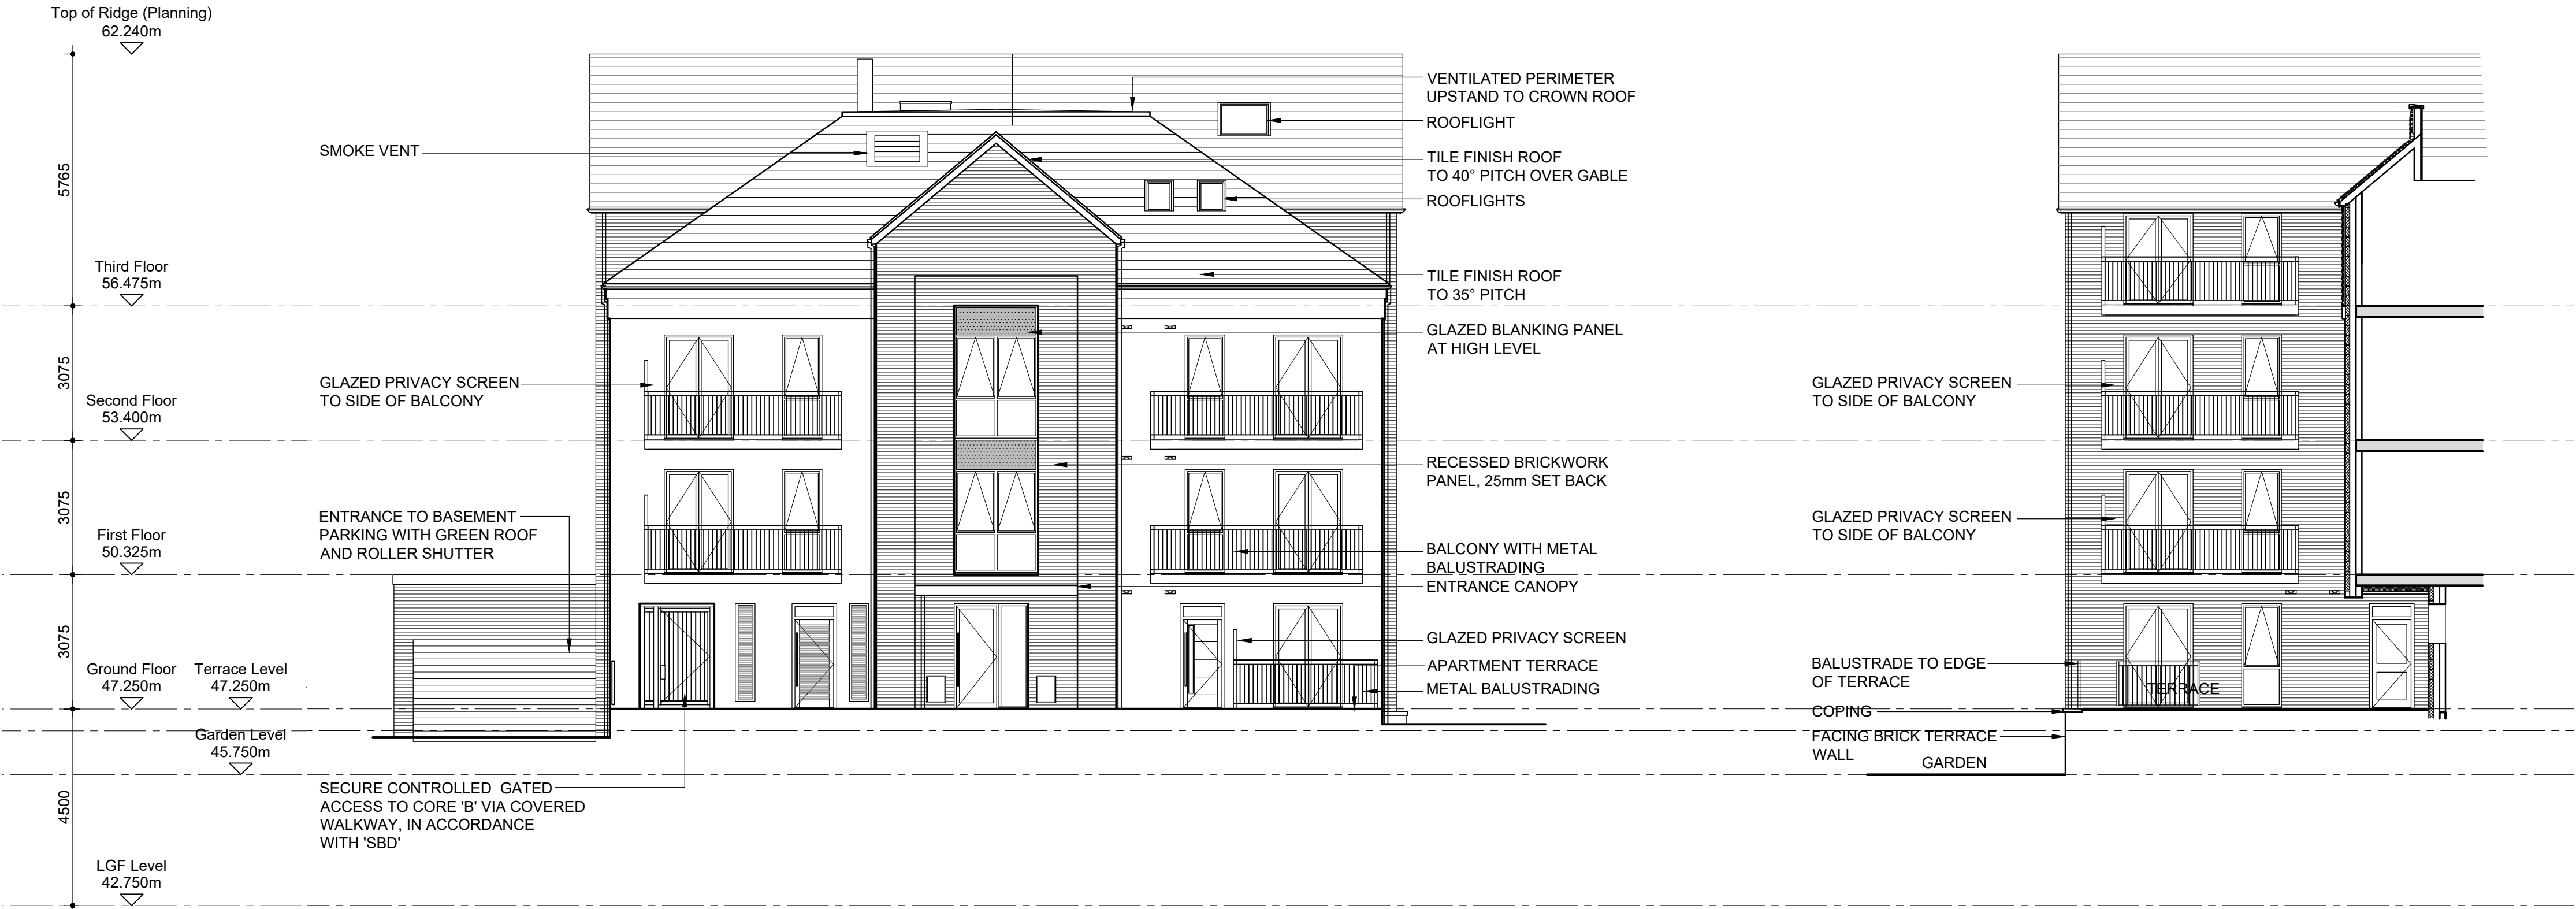 Top of Ridge (Planning)
62.240m
5765
Third Floor
56.475m
3075
Second Floor
53.400m
3075
First Floor
50.325m
3075
Ground Floor
47.250m
Terrace Level
47.250m
Garden Level
45.750m
4500
LGF Level
42.750m
SMOKE VENT
GLAZED PRIVACY SCREEN
TO SIDE OF BALCONY
ENTRANCE TO BASEMENT
PARKING WITH GREEN ROOF
AND ROLLER SHUTTER
SECURE CONTROLLED GATED
ACCESS TO CORE 'B' VIA COVERED
WALKWAY, IN ACCORDANCE
WITH 'SBD'
VENTILATED PERIMETER
UPSTAND TO CROWN ROOF
ROOFLIGHT
TILE FINISH ROOF
TO 40° PITCH OVER GABLE
ROOFLIGHTS
TILE FINISH ROOF
TO 35° PITCH
GLAZED BLANKING PANEL
AT HIGH LEVEL
RECESSED BRICKWORK
PANEL, 25mm SET BACK
BALCONY WITH METAL
BALUSTRADING
ENTRANCE CANOPY
GLAZED PRIVACY SCREEN
APARTMENT TERRACE
METAL BALUSTRADING
GLAZED PRIVACY SCREEN
TO SIDE OF BALCONY
GLAZED PRIVACY SCREEN
TO SIDE OF BALCONY
BALUSTRADE TO EDGE
OF TERRACE
TERRACE
COPING
FACING BRICK TERRACE
WALL
GARDEN